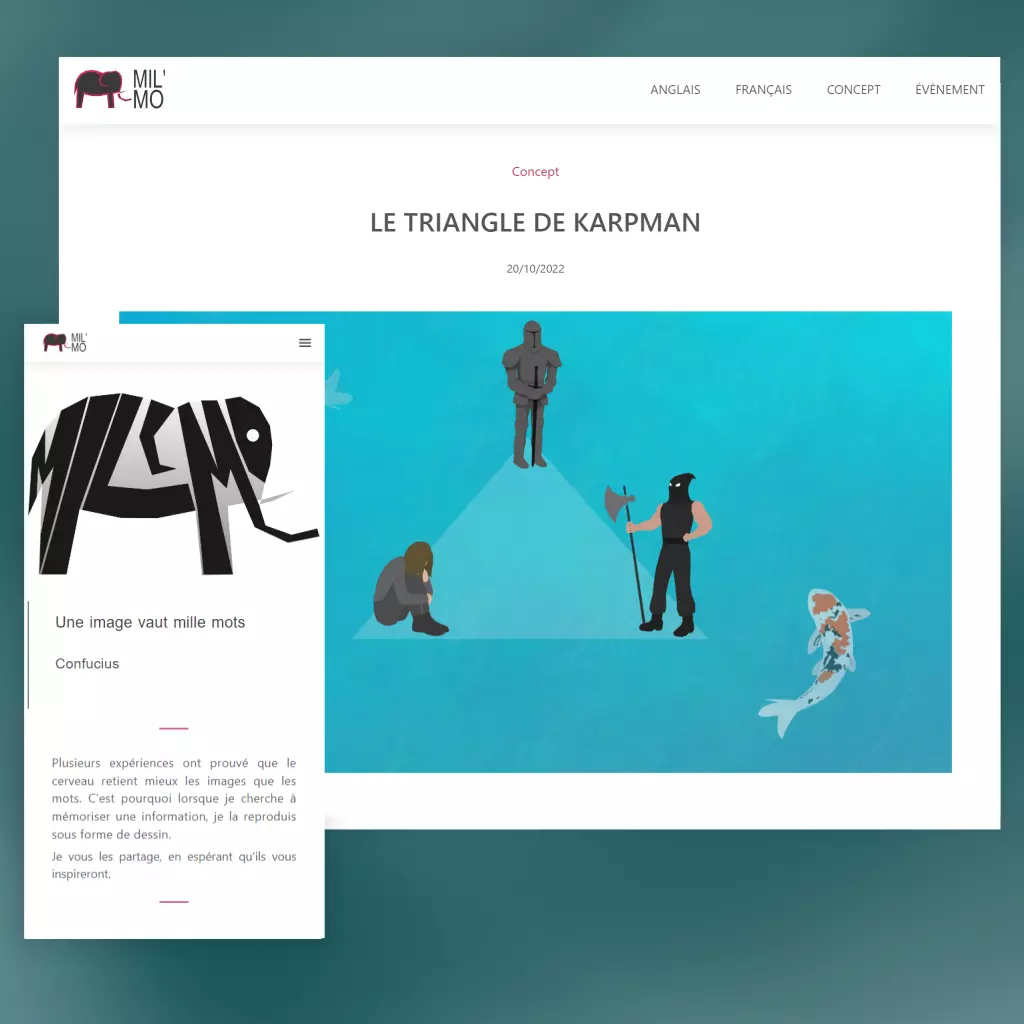 MIL'
MO
ANGLAIS FRANÇAIS CONCEPT ÉVÈNEMENT
Concept
LE TRIANGLE DE KARPMAN
20/10/2022
MIL'
MO
MIL'MO
Une image vaut mille mots
Confucius
Plusieurs expériences ont prouvé que le
cerveau retient mieux les images que les
mots. C'est pourquoi lorsque je cherche à
mémoriser une information, je la reproduis
sous forme de dessin.
Je vous les partage, en espérant qu'ils vous
inspireront.